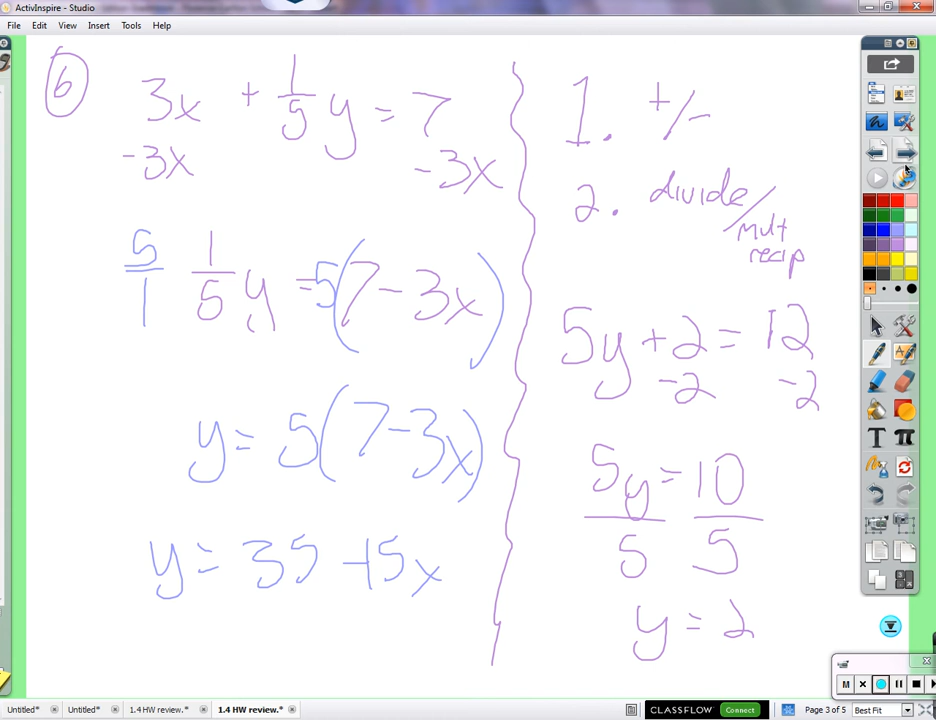 ActivInspire - Studio
File Edit View Insert Tools Help
6
3x + 1/5 y = 7
-3x -3x
5/1 1/5 y = 5(7 - 3x)
y = 5(7 - 3x)
y = 35 - 15x
1. +/-
2. divide/
mult
recip
5y + 2 = 12
-2 -2
5y = 10
5 5
y = 2
Untitled* Untitled* 1.4 HW review.* 1.4 HW review.*
CLASSFLOW Connect Page 3 of 5 Best Fit
M